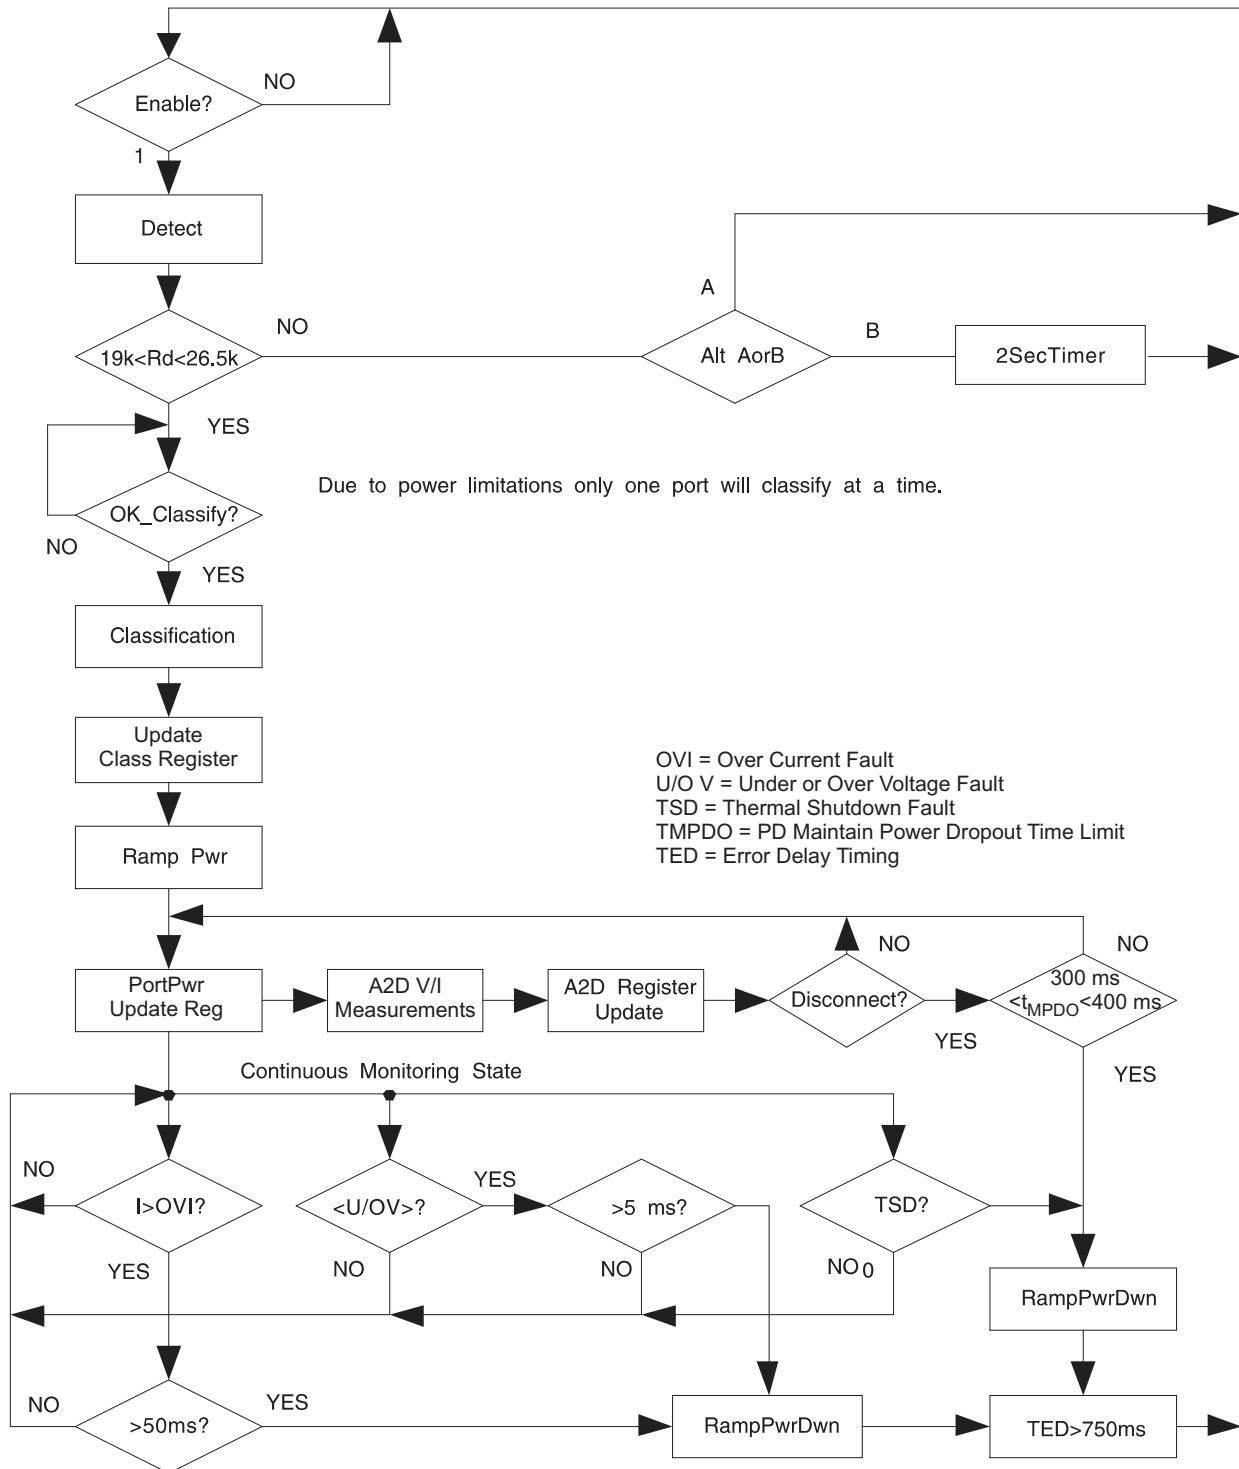 Enable?
NO
1
Detect
19k<Rd<26.5k
NO
A
Alt AorB
B
2SecTimer
YES
OK_Classify?
NO
Due to power limitations only one port will classify at a time.
YES
Classification
Update
Class Register
OVI = Over Current Fault
U/O V = Under or Over Voltage Fault
TSD = Thermal Shutdown Fault
TMPDO = PD Maintain Power Dropout Time Limit
TED = Error Delay Timing
Ramp Pwr
PortPwr
Update Reg
A2D V/I
Measurements
A2D Register
Update
Disconnect?
NO
YES
300 ms
<tMPDO<400 ms
NO
YES
Continuous Monitoring State
NO
I>OVI?
YES
<U/OV>?
YES
NO
>5 ms?
NO
TSD?
NO 0
RampPwrDwn
NO
>50ms?
YES
RampPwrDwn
TED>750ms